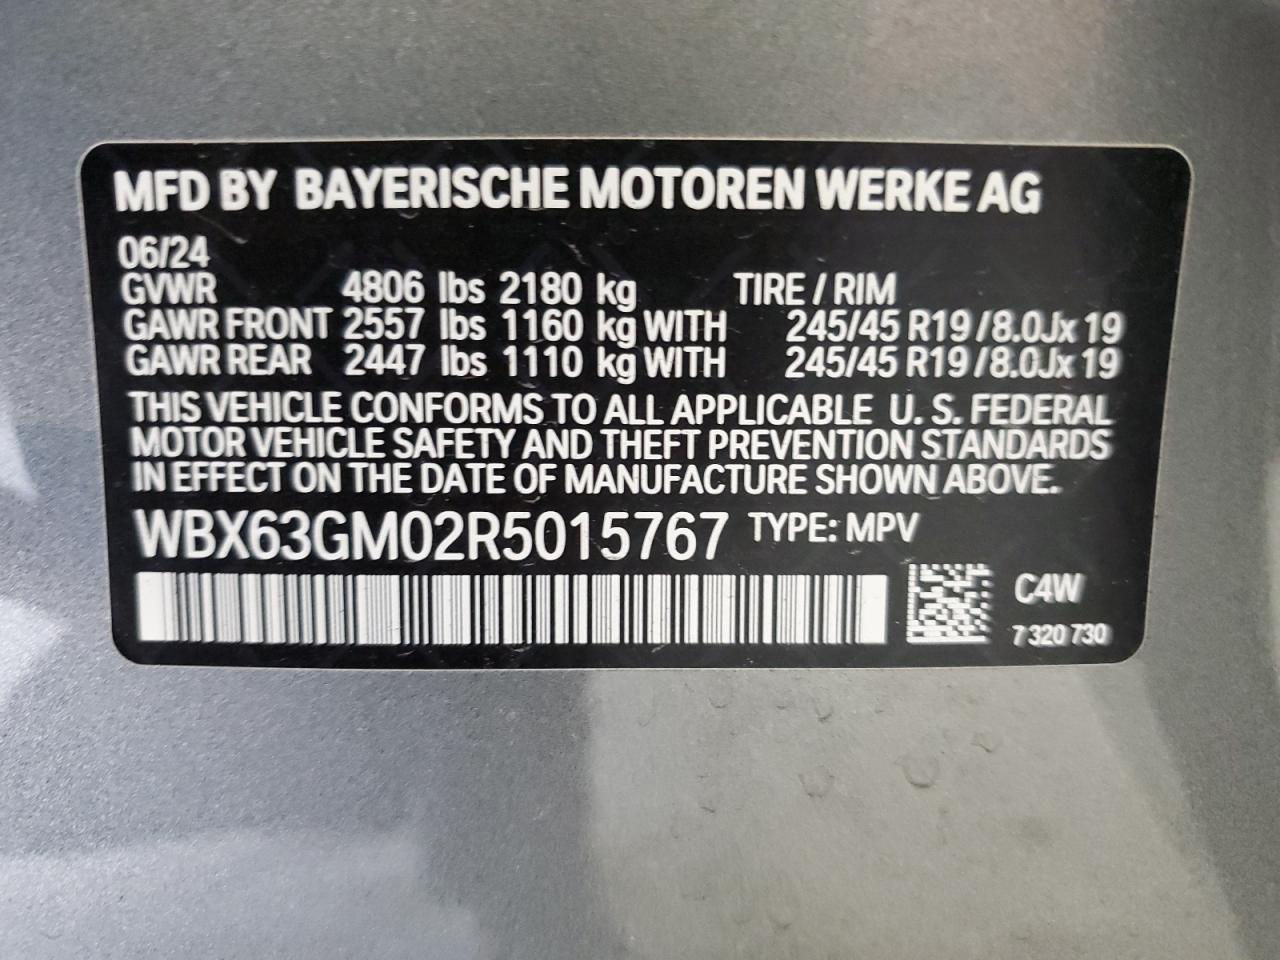 MFD BY BAYERISCHE MOTOREN WERKE AG
06/24
GVWR 4806 lbs 2180 kg TIRE / RIM
GAWR FRONT 2557 lbs 1160 kg WITH 245/45 R19 /8.0Jx 19
GAWR REAR 2447 lbs 1110 kg WITH 245/45 R19 /8.0Jx 19
THIS VEHICLE CONFORMS TO ALL APPLICABLE U. S. FEDERAL
MOTOR VEHICLE SAFETY AND THEFT PREVENTION STANDARDS
IN EFFECT ON THE DATE OF MANUFACTURE SHOWN ABOVE.
WBX63GM02R5015767 TYPE: MPV
C4W
7 320 730